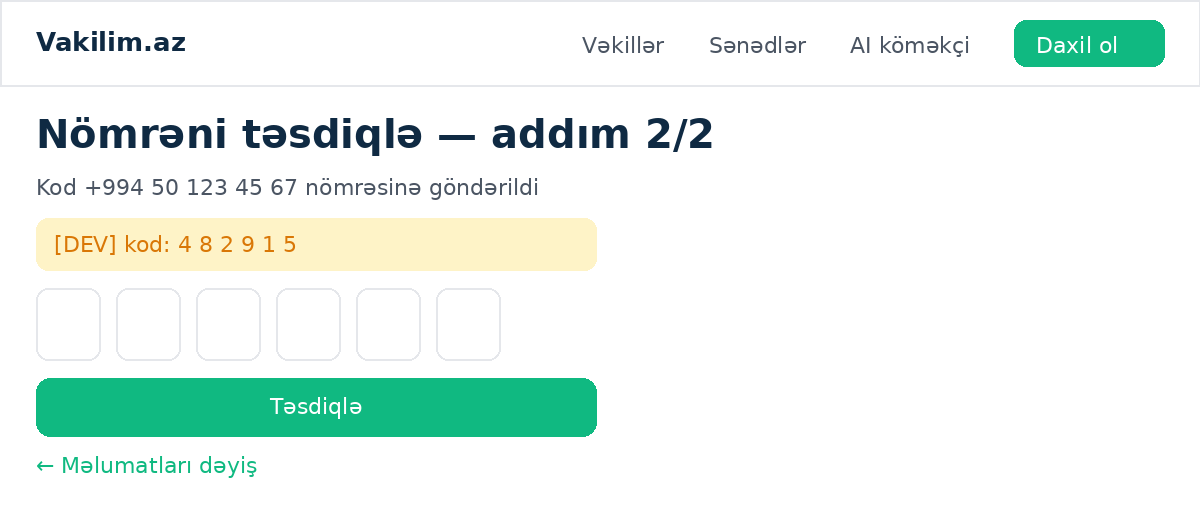 Vakilim.az
Vəkillər Sənədlər AI köməkçi Daxil ol
Nömrəni təsdiqlə — addım 2/2
Kod +994 50 123 45 67 nömrəsinə göndərildi
[DEV] kod: 4 8 2 9 1 5
Təsdiqlə
← Məlumatları dəyiş